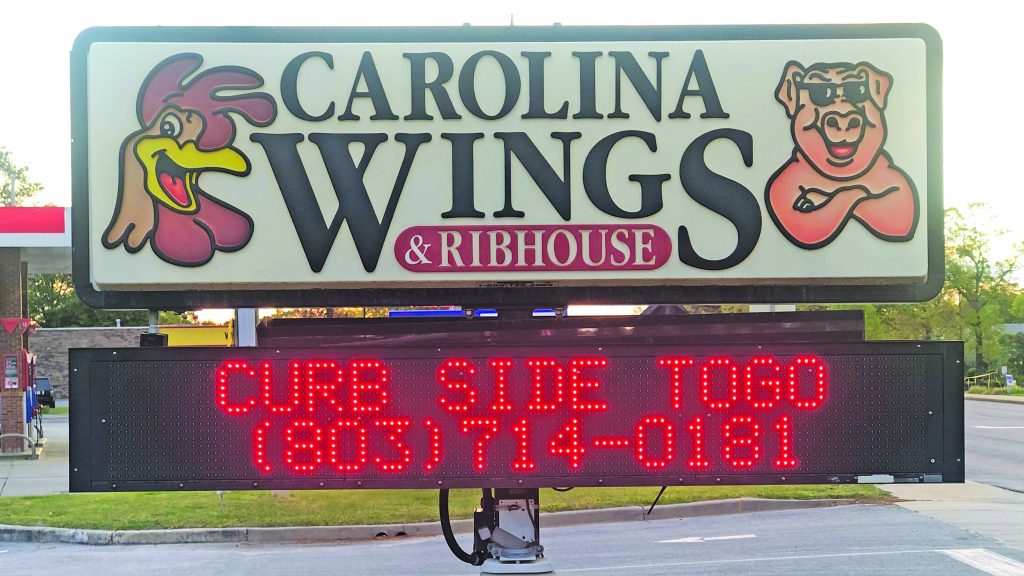 CAROLINA
WINGS
& RIBHOUSE
CURB SIDE TOGO
(803)714-0181